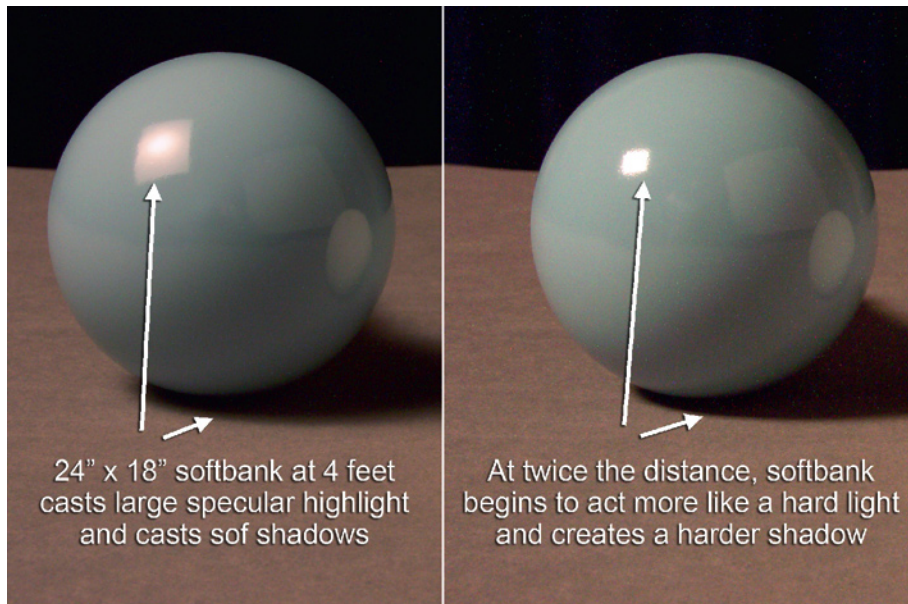 24” x 18” softbank at 4 feet
casts large specular highlight
and casts sof shadows
At twice the distance, softbank
begins to act more like a hard light
and creates a harder shadow